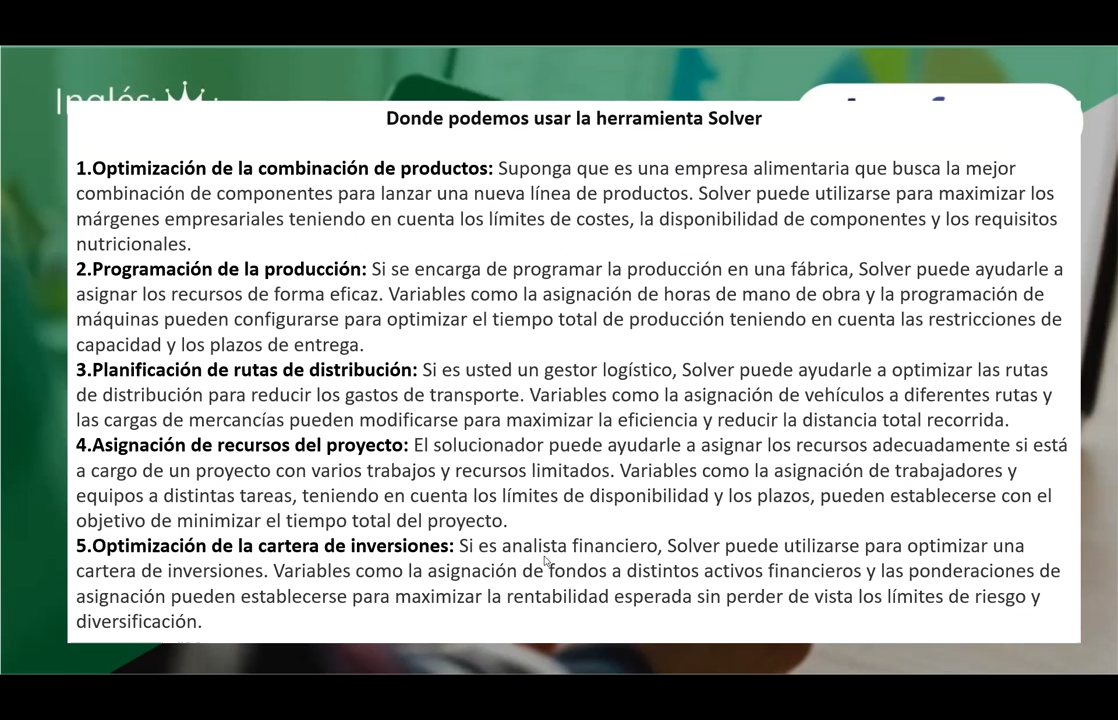 Inglés
Donde podemos usar la herramienta Solver
1.Optimización de la combinación de productos: Suponga que es una empresa alimentaria que busca la mejor
combinación de componentes para lanzar una nueva línea de productos. Solver puede utilizarse para maximizar los
márgenes empresariales teniendo en cuenta los límites de costes, la disponibilidad de componentes y los requisitos
nutricionales.
2.Programación de la producción: Si se encarga de programar la producción en una fábrica, Solver puede ayudarle a
asignar los recursos de forma eficaz. Variables como la asignación de horas de mano de obra y la programación de
máquinas pueden configurarse para optimizar el tiempo total de producción teniendo en cuenta las restricciones de
capacidad y los plazos de entrega.
3.Planificación de rutas de distribución: Si es usted un gestor logístico, Solver puede ayudarle a optimizar las rutas
de distribución para reducir los gastos de transporte. Variables como la asignación de vehículos a diferentes rutas y
las cargas de mercancías pueden modificarse para maximizar la eficiencia y reducir la distancia total recorrida.
4.Asignación de recursos del proyecto: El solucionador puede ayudarle a asignar los recursos adecuadamente si está
a cargo de un proyecto con varios trabajos y recursos limitados. Variables como la asignación de trabajadores y
equipos a distintas tareas, teniendo en cuenta los límites de disponibilidad y los plazos, pueden establecerse con el
objetivo de minimizar el tiempo total del proyecto.
5.Optimización de la cartera de inversiones: Si es analista financiero, Solver puede utilizarse para optimizar una
cartera de inversiones. Variables como la asignación de fondos a distintos activos financieros y las ponderaciones de
asignación pueden establecerse para maximizar la rentabilidad esperada sin perder de vista los límites de riesgo y
diversificación.